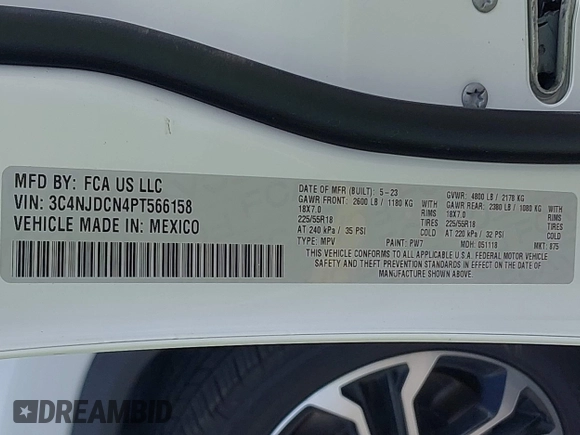 MFD BY: FCA US LLC
VIN: 3C4NJDCN4PT566158
VEHICLE MADE IN: MEXICO
DATE OF MFR (BUILT): 5-23
GVWR: 4800 LB / 2178 KG
GAWR FRONT: 2600 LB / 1180 KG WITH
GAWR REAR: 2380 LB / 1080 KG WITH
18X7.0 RIMS
18X7.0 RIMS
225/55R18 TIRES
225/55R18 TIRES
AT 240 kPa / 35 PSI COLD
AT 220 kPa / 32 PSI COLD
TYPE: MPV PAINT: PW7 MDH: 051118 MKT: 875
THIS VEHICLE CONFORMS TO ALL APPLICABLE U.S.A. FEDERAL MOTOR VEHICLE
SAFETY AND THEFT PREVENTION STANDARDS IN EFFECT ON THE DATE OF
MANUFACTURE SHOWN ABOVE.
DREAMBID